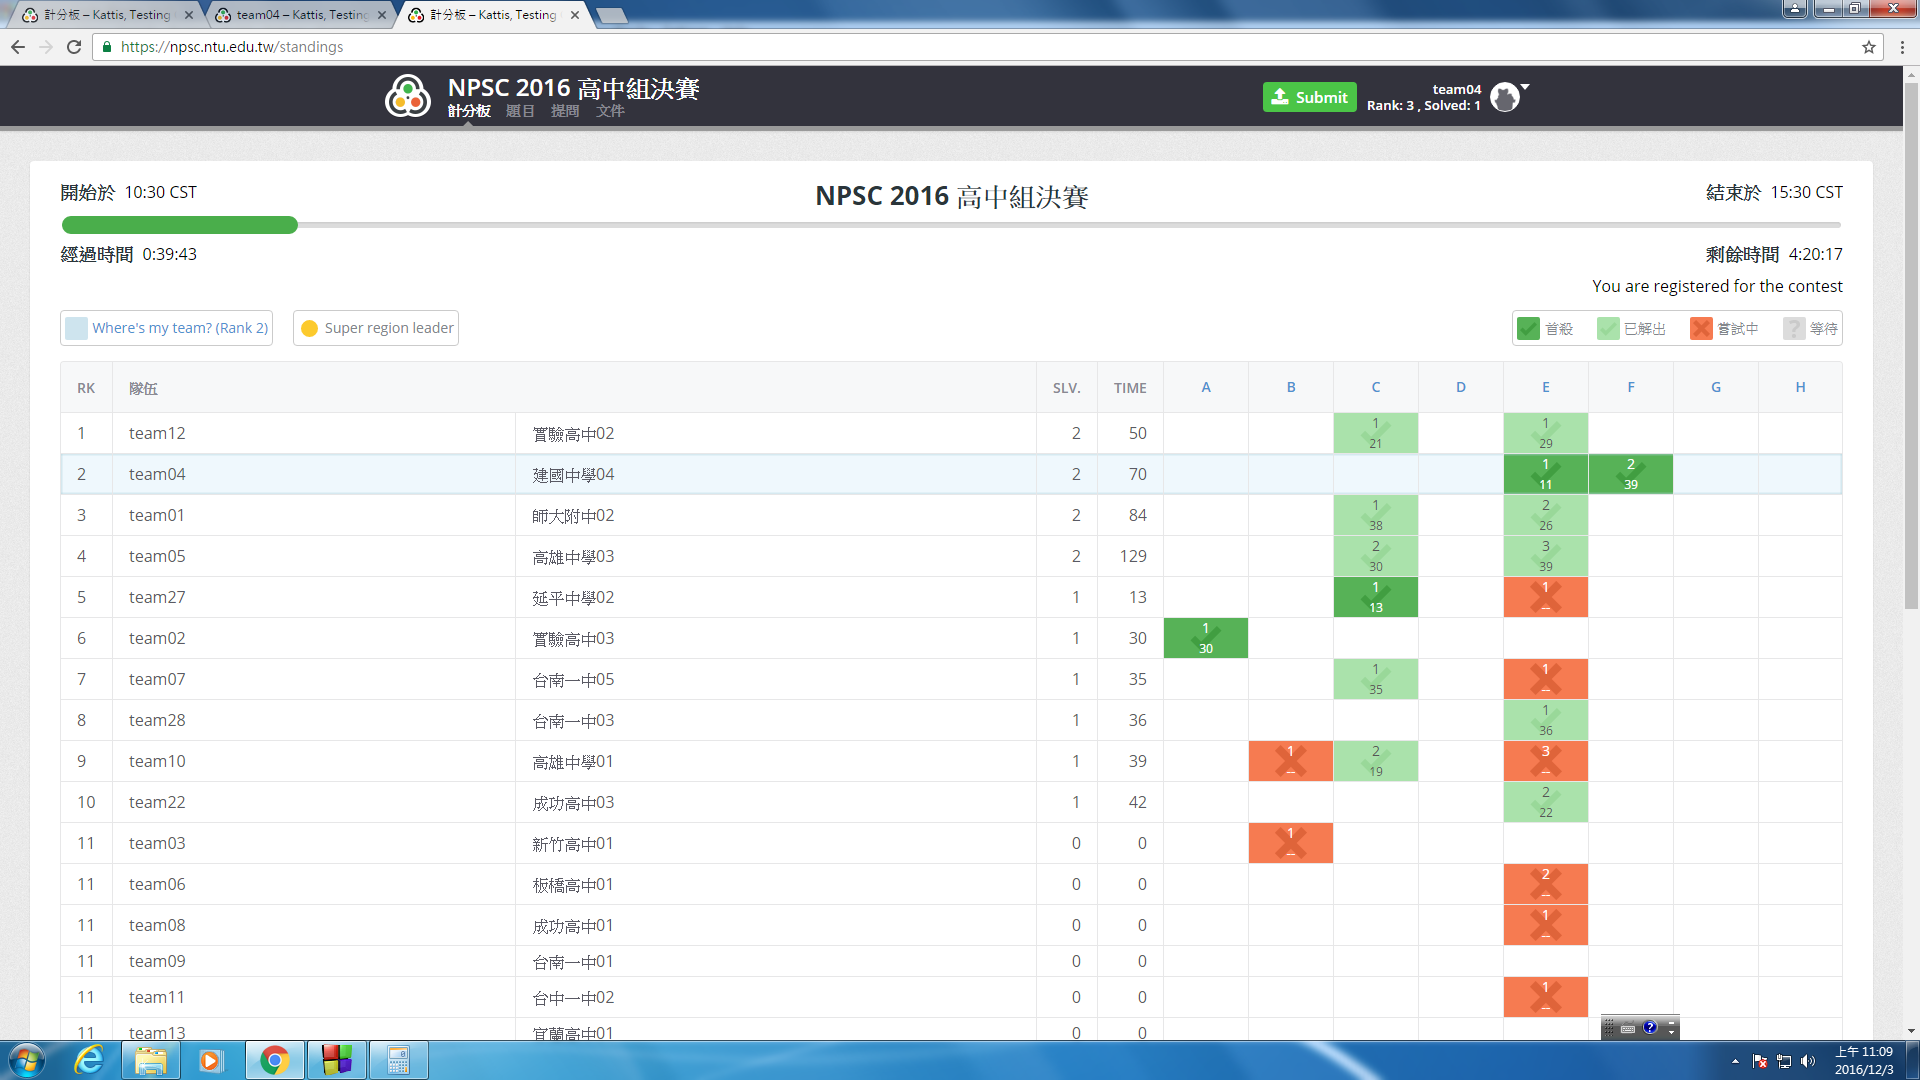 計分板 – Kattis, Testing
team04 – Kattis, Testing
計分板 – Kattis, Testing
https://npsc.ntu.edu.tw/standings
NPSC 2016 高中組決賽
計分板 題目 提問 文件
Submit
team04
Rank: 3 , Solved: 1
開始於 10:30 CST
NPSC 2016 高中組決賽
結束於 15:30 CST
經過時間 0:39:43
剩餘時間 4:20:17
You are registered for the contest
Where's my team? (Rank 2)
Super region leader
首殺 已解出 嘗試中 ? 等待
RK 隊伍 SLV. TIME A B C D E F G H
1 team12 實驗高中02 2 50 1 21 1 29
2 team04 建國中學04 2 70 1 11 2 39
3 team01 師大附中02 2 84 1 38 2 26
4 team05 高雄中學03 2 129 2 30 3 39
5 team27 延平中學02 1 13 1 13 1 --
6 team02 實驗高中03 1 30 1 30
7 team07 台南一中05 1 35 1 35 1 --
8 team28 台南一中03 1 36 1 36
9 team10 高雄中學01 1 39 1 -- 2 19 3 --
10 team22 成功高中03 1 42 2 22
11 team03 新竹高中01 0 0 1 --
11 team06 板橋高中01 0 0 2 --
11 team08 成功高中01 0 0 1 --
11 team09 台南一中01 0 0
11 team11 台中一中02 0 0 1 --
11 team13 宜蘭高中01 0 0
上午 11:09
2016/12/3